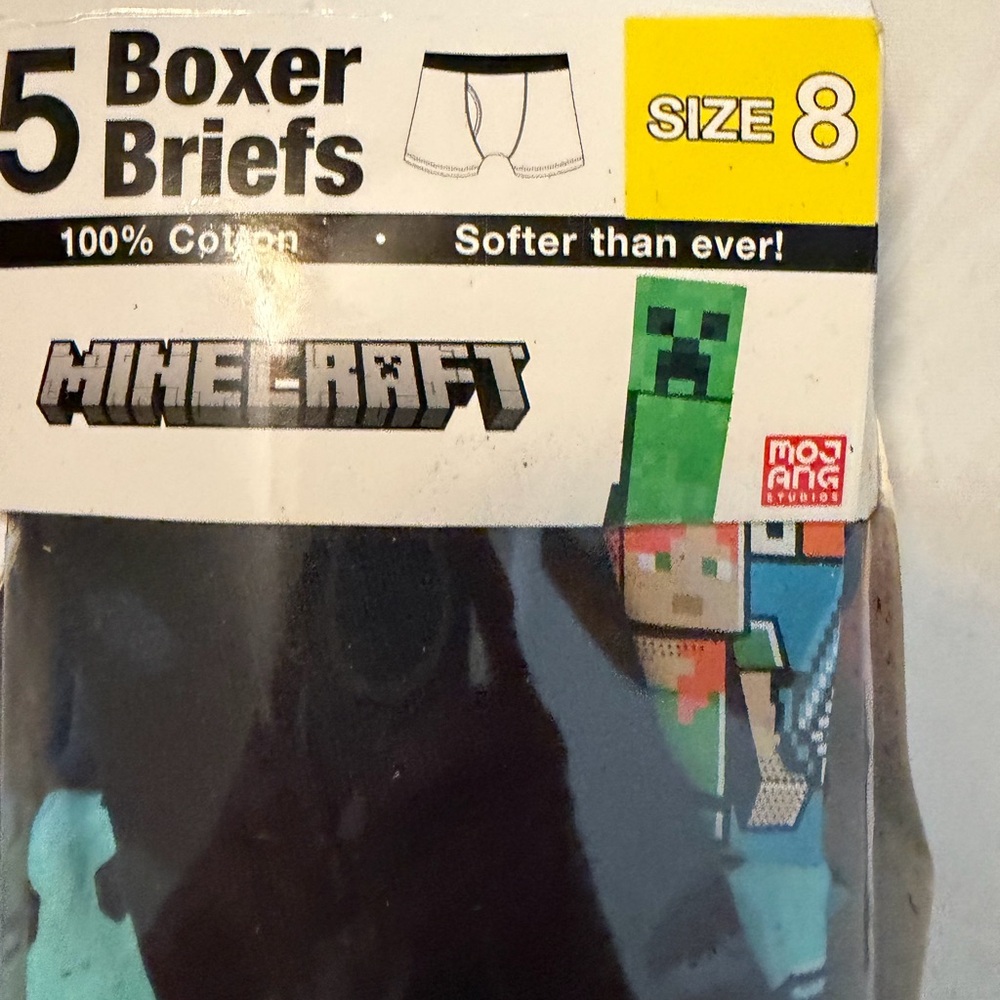 5 Boxer
Briefs
SIZE 8
100% Cotton • Softer than ever!
MINECRAFT
MOJ
ANG
STUDIOS